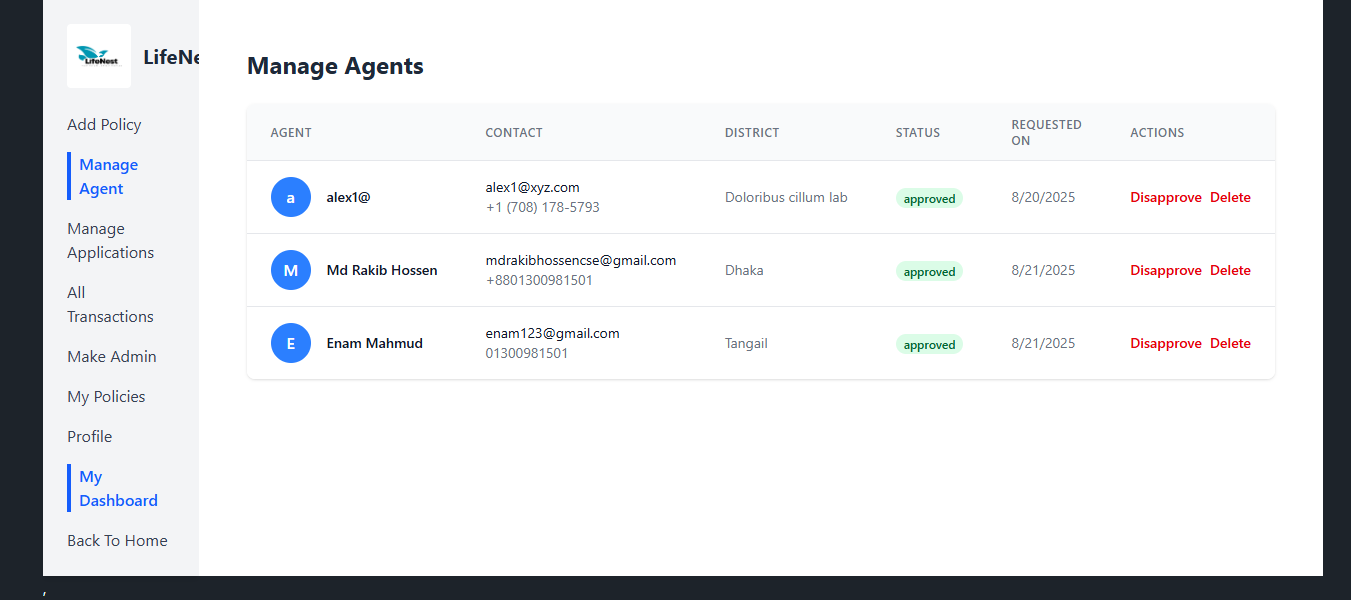 LifeNest
LifeNe
Add Policy
Manage
Agent
Manage
Applications
All
Transactions
Make Admin
My Policies
Profile
My
Dashboard
Back To Home
Manage Agents
AGENT CONTACT DISTRICT STATUS REQUESTED ON ACTIONS
a alex1@ alex1@xyz.com Doloribus cillum lab approved 8/20/2025 Disapprove Delete
+1 (708) 178-5793
M Md Rakib Hossen mdrakibhossencse@gmail.com Dhaka approved 8/21/2025 Disapprove Delete
+8801300981501
E Enam Mahmud enam123@gmail.com Tangail approved 8/21/2025 Disapprove Delete
01300981501
,